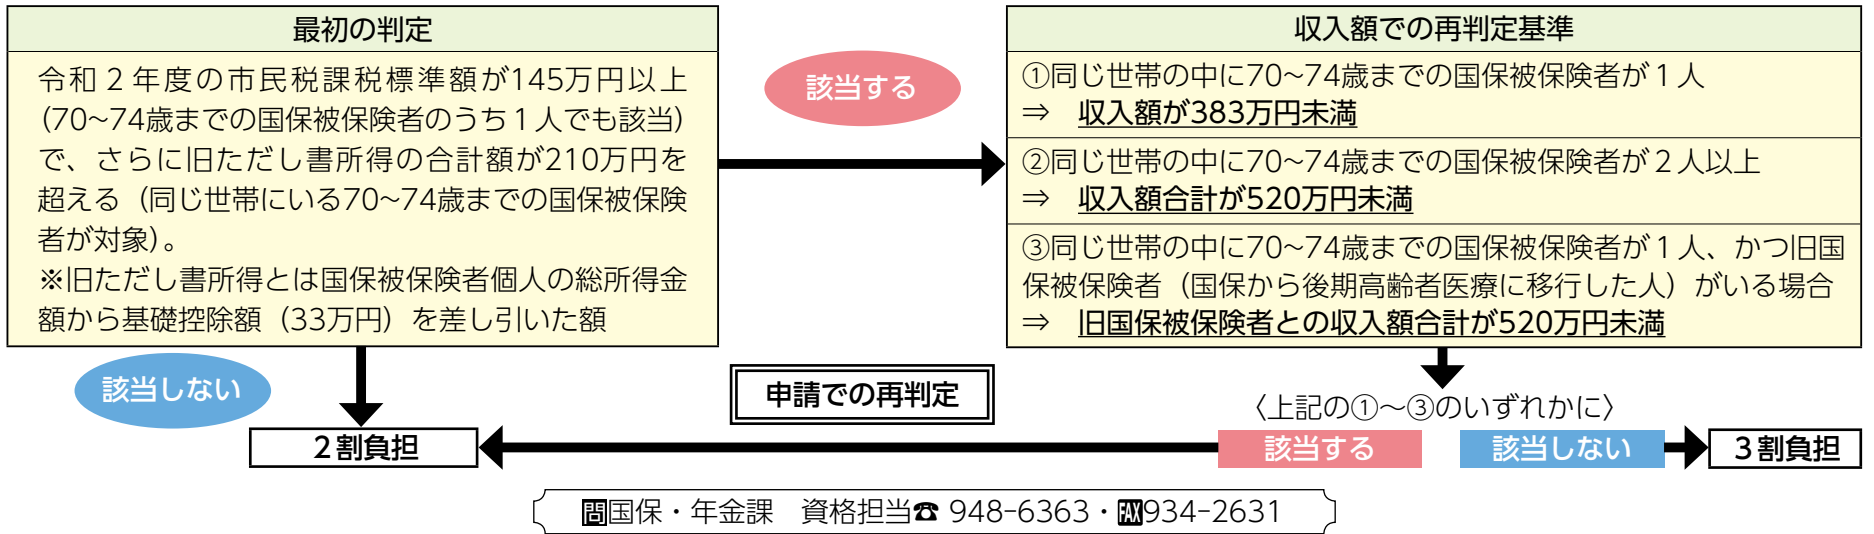 最初の判定
令和２年度の市民税課税標準額が145万円以上
（70~74歳までの国保被保険者のうち１人でも該当）
で、さらに旧ただし書所得の合計額が210万円を
超える（同じ世帯にいる70~74歳までの国保被保険
者が対象）。
※旧ただし書所得とは国保被保険者個人の総所得金
額から基礎控除額（33万円）を差し引いた額
該当する
収入額での再判定基準
①同じ世帯の中に70~74歳までの国保被保険者が１人
⇒　収入額が383万円未満
②同じ世帯の中に70~74歳までの国保被保険者が２人以上
⇒　収入額合計が520万円未満
③同じ世帯の中に70~74歳までの国保被保険者が１人、かつ旧国
保被保険者（国保から後期高齢者医療に移行した人）がいる場合
⇒　旧国保被保険者との収入額合計が520万円未満
該当しない
申請での再判定
〈上記の①～③のいずれかに〉
２割負担
該当する
該当しない
３割負担
問国保・年金課　資格担当☎ 948-6363・FAX934-2631